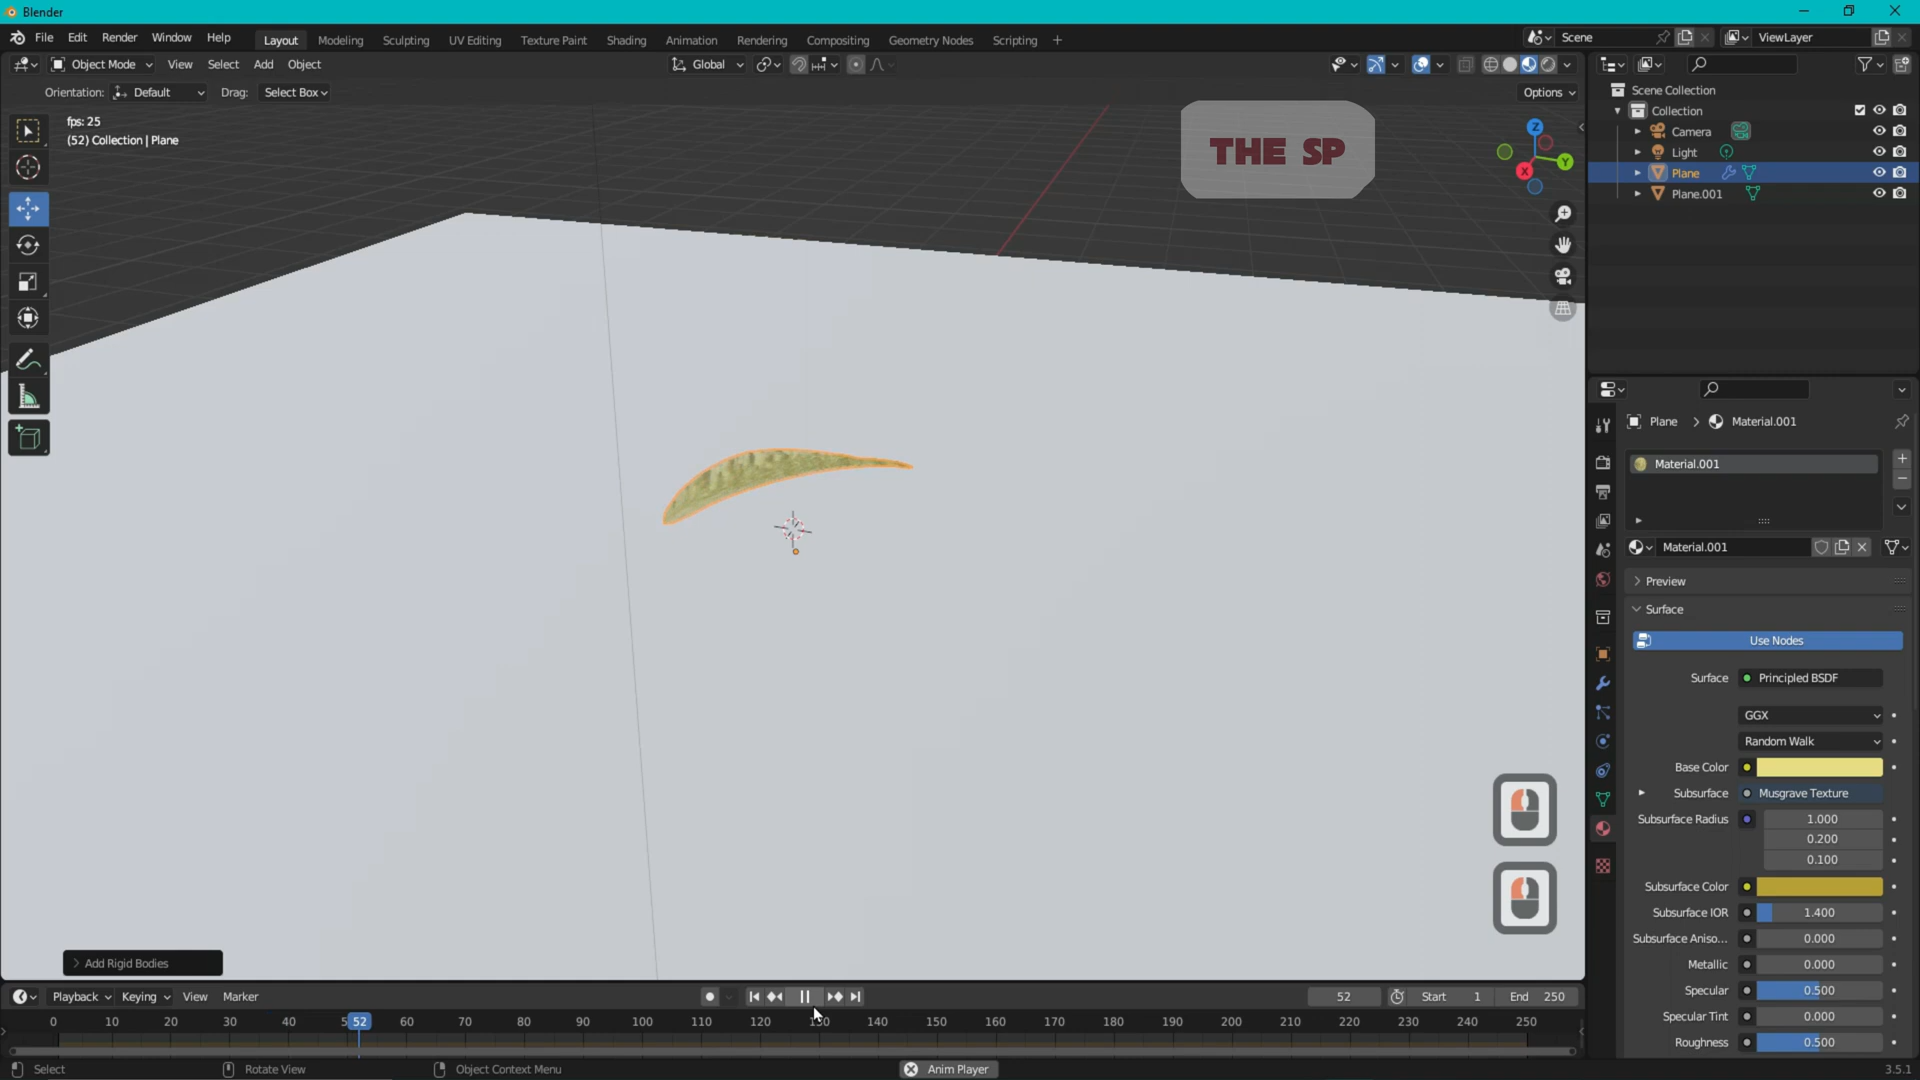 Blender
File Edit Render Window Help
Layout Modeling Sculpting UV Editing Texture Paint Shading Animation Rendering Compositing Geometry Nodes Scripting +
Scene
ViewLayer
Object Mode View Select Add Object
Global
Orientation: Default Drag: Select Box
Options
fps: 25
(52) Collection | Plane
THE SP
Z
Y
X
Scene Collection
Collection
Camera
Light
Plane
Plane.001
Plane > Material.001
Material.001
Material.001
Preview
Surface
Use Nodes
Surface Principled BSDF
GGX
Random Walk
Base Color
Subsurface Musgrave Texture
Subsurface Radius 1.000
0.200
0.100
Subsurface Color
Subsurface IOR 1.400
Subsurface Aniso... 0.000
Metallic 0.000
Specular 0.500
Specular Tint 0.000
Roughness 0.500
Add Rigid Bodies
Playback Keying View Marker
52 Start 1 End 250
0 10 20 30 40 5 52 60 70 80 90 100 110 120 130 140 150 160 170 180 190 200 210 220 230 240 250
Select Rotate View Object Context Menu Anim Player 3.5.1